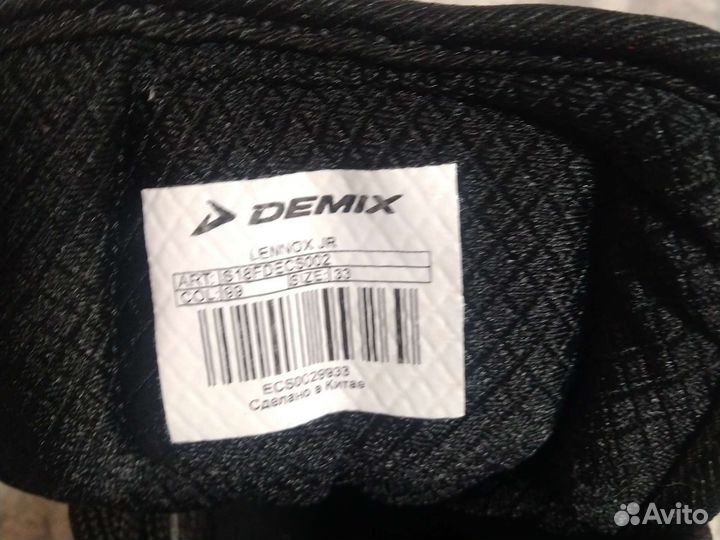 DEMIX
LENNOX JR
ART: S18FDECS002
COL: 99 SIZE: 33
ECS0029933
Сделано в Китае
Avito